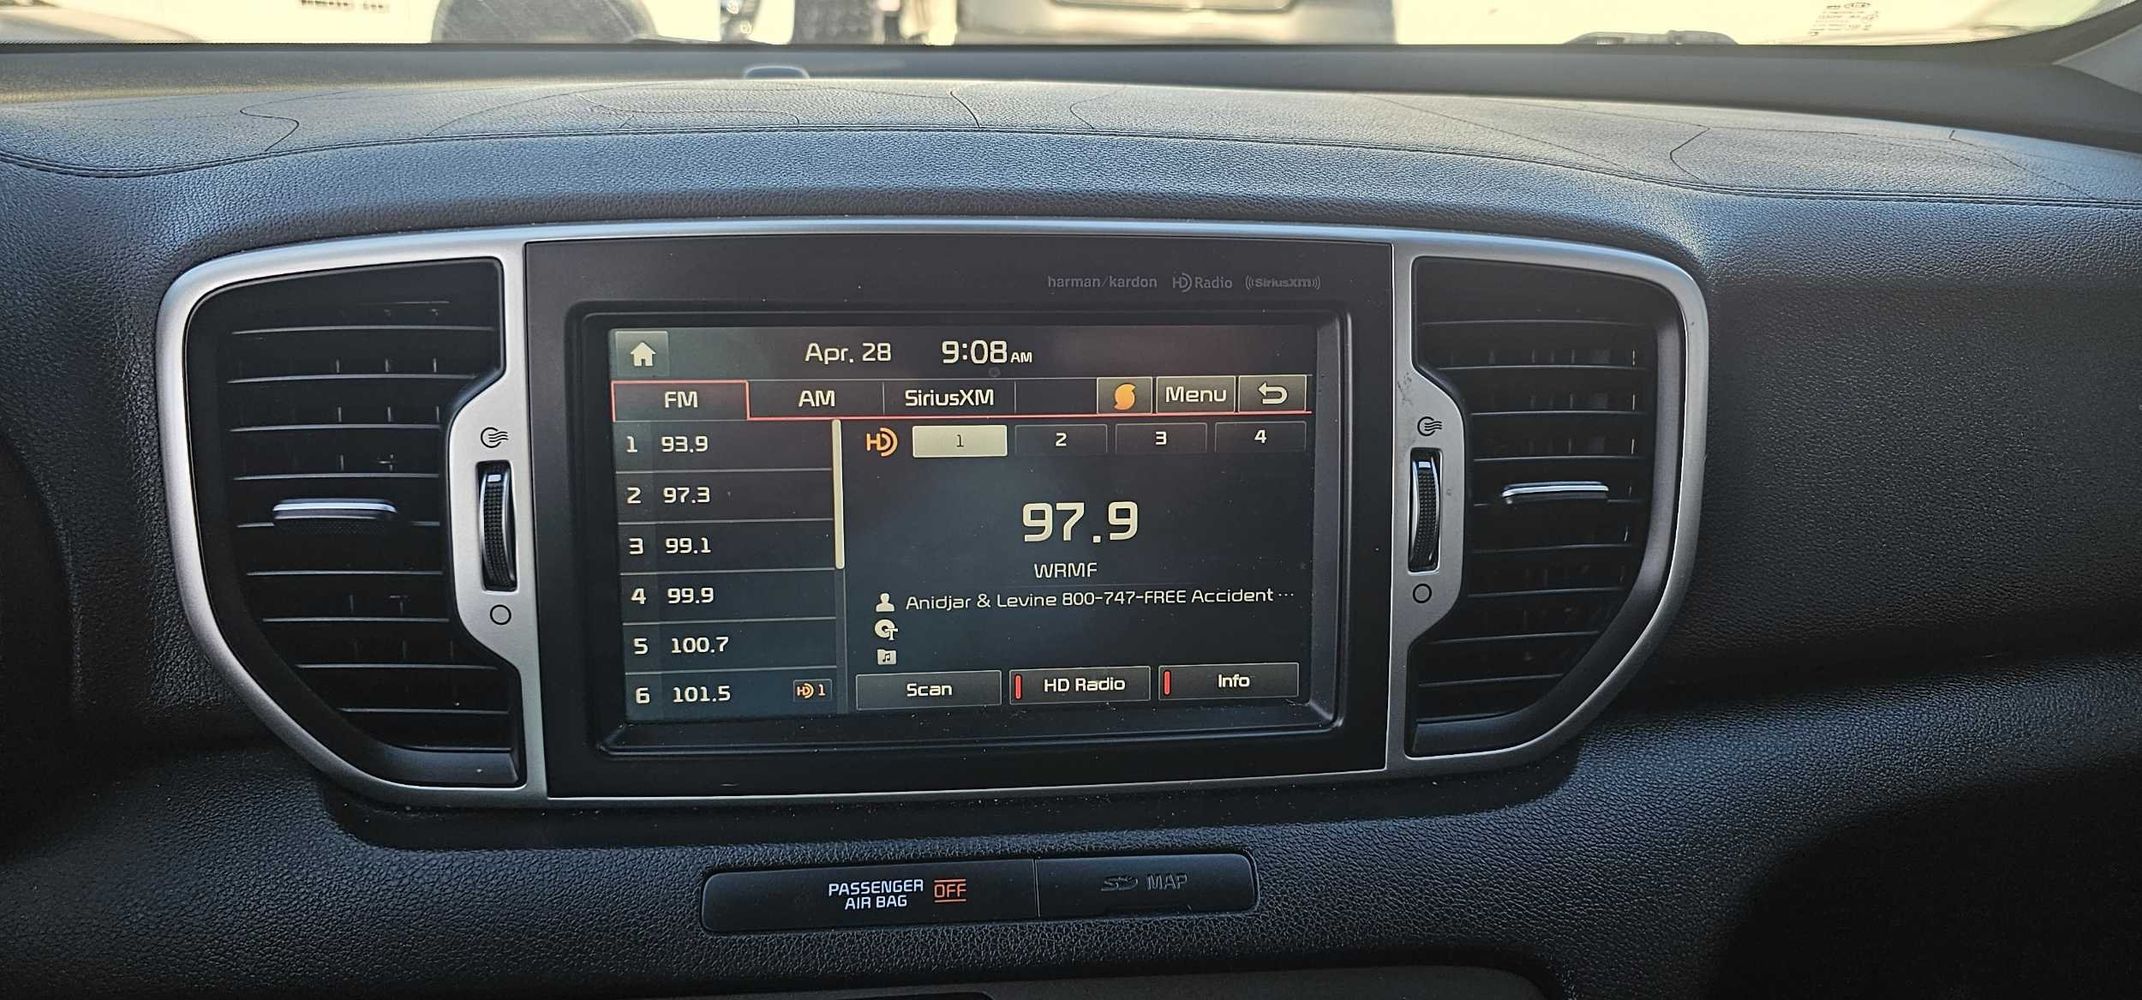 harman/kardon HD Radio ((SiriusXM))
Apr. 28 9:08 AM
FM AM SiriusXM Menu
1 93.9
2 97.3
3 99.1
4 99.9
5 100.7
6 101.5 HD 1
HD 1 2 3 4
97.9
WRMF
Anidjar & Levine 800-747-FREE Accident ...
Scan HD Radio Info
PASSENGER
AIR BAG OFF
SD MAP